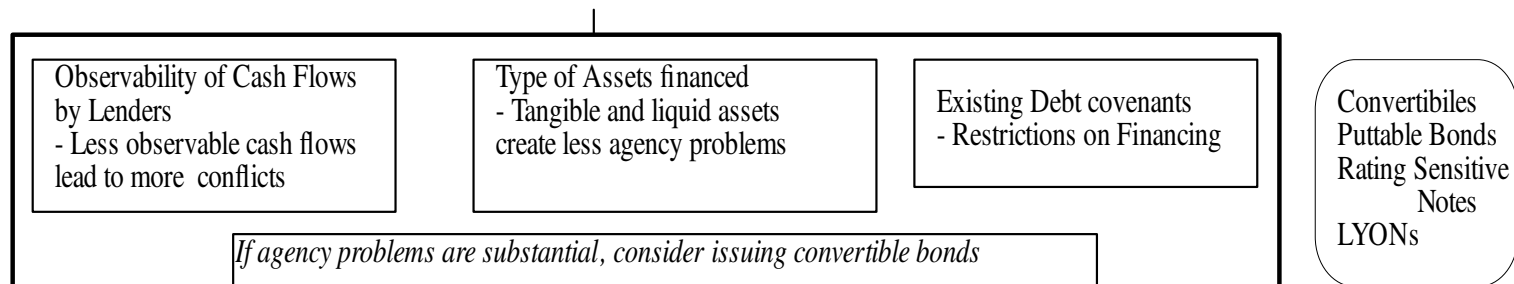 Observability of Cash Flows
by Lenders
- Less observable cash flows
lead to more conflicts
Type of Assets financed
- Tangible and liquid assets
create less agency problems
Existing Debt covenants
- Restrictions on Financing
If agency problems are substantial, consider issuing convertible bonds
Convertibiles
Puttable Bonds
Rating Sensitive
Notes
LYONs